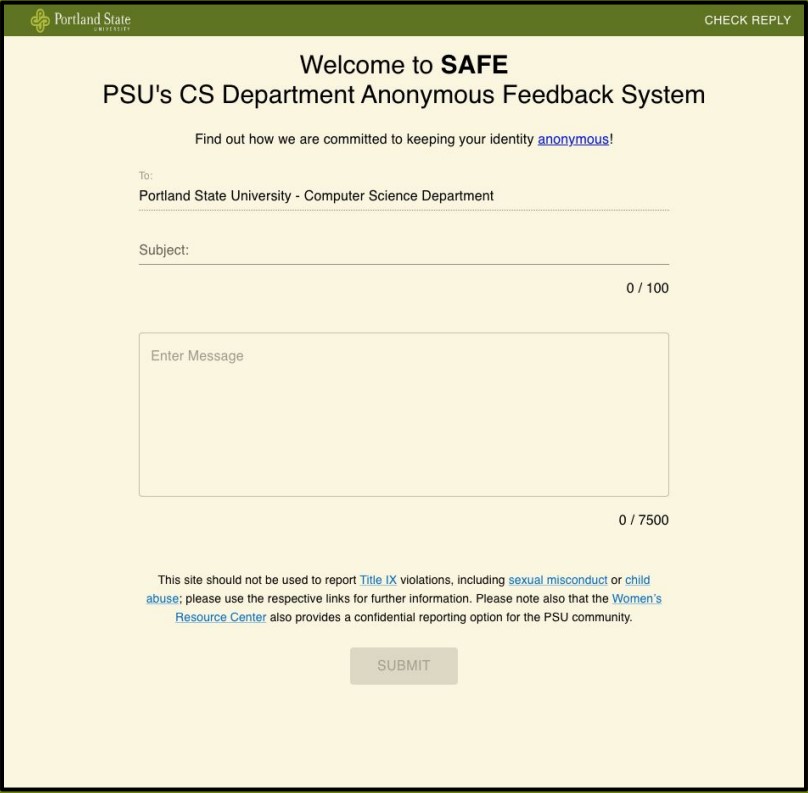 Portland State
UNIVERSITY
CHECK REPLY
Welcome to SAFE
PSU's CS Department Anonymous Feedback System
Find out how we are committed to keeping your identity anonymous!
To:
Portland State University - Computer Science Department
Subject:
0 / 100
Enter Message
0 / 7500
This site should not be used to report Title IX violations, including sexual misconduct or child
abuse; please use the respective links for further information. Please note also that the Women's
Resource Center also provides a confidential reporting option for the PSU community.
SUBMIT